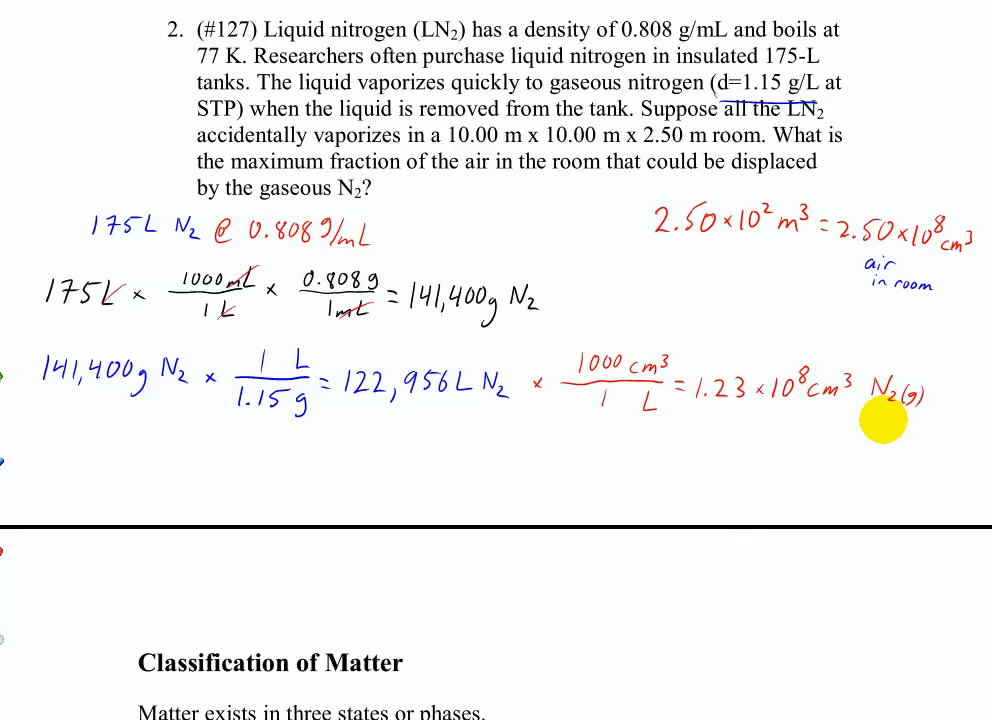 2. (#127) Liquid nitrogen (LN₂) has a density of 0.808 g/mL and boils at
77 K. Researchers often purchase liquid nitrogen in insulated 175-L
tanks. The liquid vaporizes quickly to gaseous nitrogen (d=1.15 g/L at
STP) when the liquid is removed from the tank. Suppose all the LN₂
accidentally vaporizes in a 10.00 m x 10.00 m x 2.50 m room. What is
the maximum fraction of the air in the room that could be displaced
by the gaseous N₂?
175L N₂ @ 0.808 g/mL
2.50×10² m³ = 2.50×10⁸ cm³
air
in room
175L × 1000mL/1L × 0.808g/1mL = 141,400g N₂
141,400g N₂ × 1 L/1.15 g = 122,956 L N₂ × 1000 cm³/1 L = 1.23×10⁸ cm³ N₂(g)
Classification of Matter
Matter exists in three states or phases.